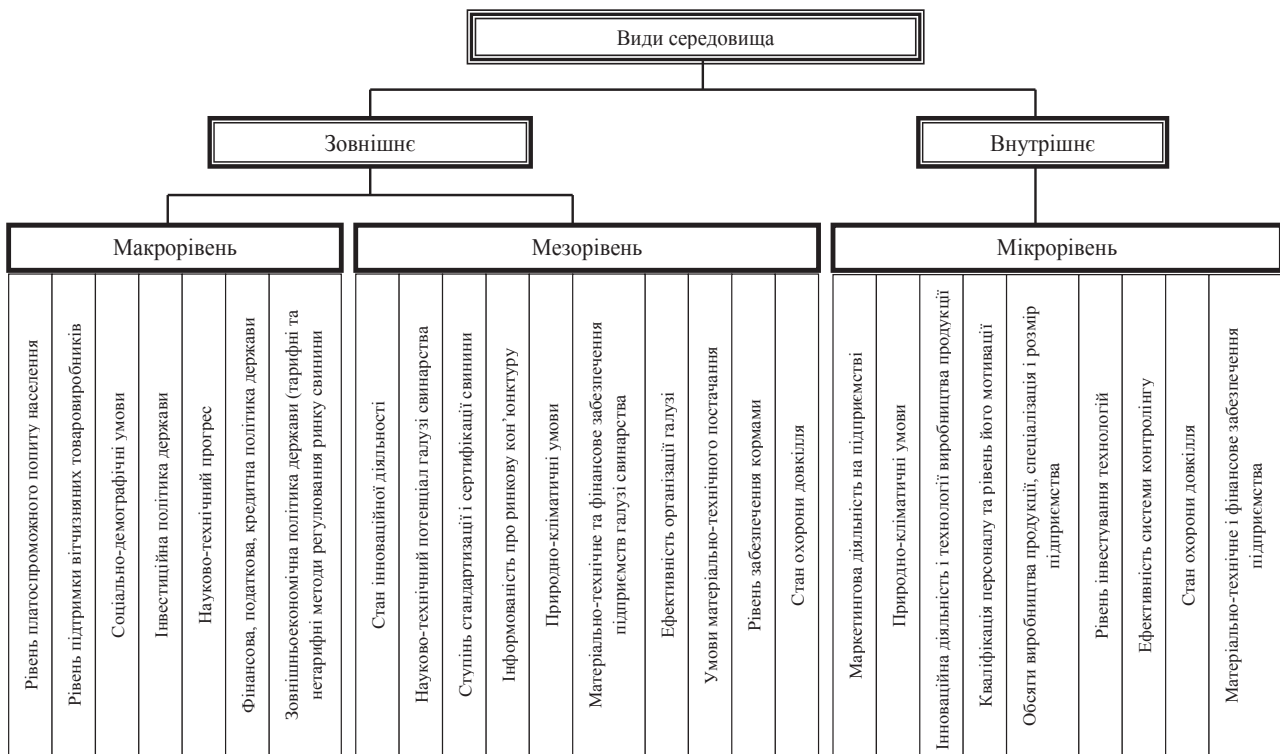 Види середовища
Зовнішнє
Внутрішнє
Макрорівень
Мезорівень
Мікрорівень
Рівень платоспроможного попиту населення
Рівень підтримки вітчизняних товаровиробників
Соціально-демографічні умови
Інвестиційна політика держави
Науково-технічний прогрес
Фінансова, податкова, кредитна політика держави
Зовнішньоекономічна політика держави (тарифні та
нетарифні методи регулювання ринку свинини
Стан інноваційної діяльності
Науково-технічний потенціал галузі свинарства
Ступінь стандартизації і сертифікації свинини
Інформованість про ринкову кон’юнктуру
Природно-кліматичні умови
Матеріально-технічне та фінансове забезпечення
підприємств галузі свинарства
Ефективність організації галузі
Умови матеріально-технічного постачання
Рівень забезпечення кормами
Стан охорони довкілля
Маркетингова діяльність на підприємстві
Природно-кліматичні умови
Інноваційна діяльність і технології виробництва продукції
Кваліфікація персоналу та рівень його мотивації
Обсяги виробництва продукції, спеціалізація і розмір
підприємства
Рівень інвестування технологій
Ефективність системи контролінгу
Стан охорони довкілля
Матеріально-технічне і фінансове забезпечення
підприємства